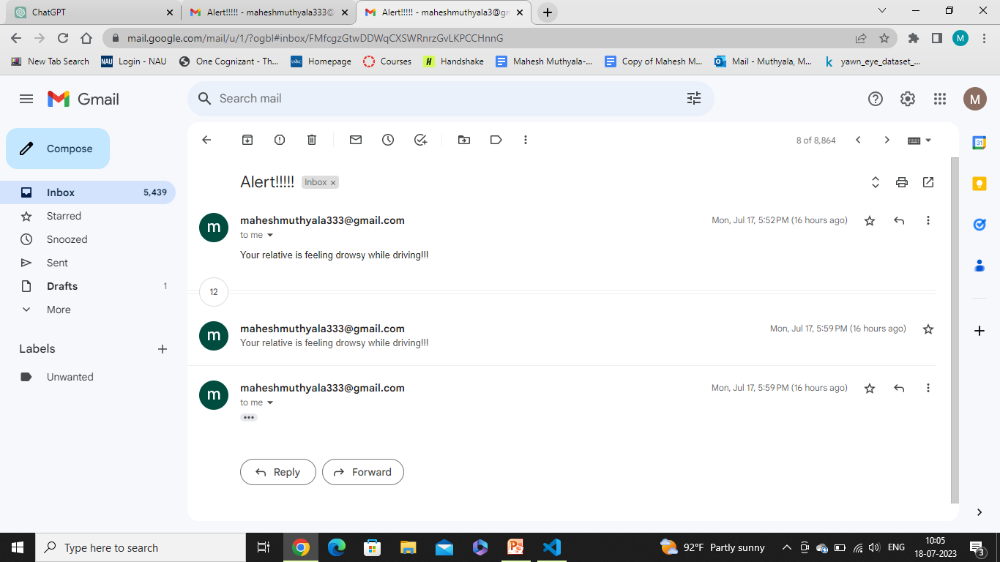 ChatGPT
Alert!!!!! - maheshmuthyala333@
Alert!!!!! - maheshmuthyala3@gm
mail.google.com/mail/u/1/?ogbl#inbox/FMfcgzGtwDDWqCXSWRnrzGvLKPCCHnnG
M
New Tab Search
NAU Login - NAU
One Cognizant - Th...
Homepage
Courses
H Handshake
Mahesh Muthyala-...
Copy of Mahesh M...
Mail - Muthyala, M...
k yawn_eye_dataset_...
Gmail
Search mail
M
Compose
8 of 8,864
31
Alert!!!!! Inbox ×
Inbox 5,439
Starred
Snoozed
Sent
Drafts 1
More
Labels
Unwanted
m
maheshmuthyala333@gmail.com
Mon, Jul 17, 5:52 PM (16 hours ago)
to me
Your relative is feeling drowsy while driving!!!
12
m
maheshmuthyala333@gmail.com
Mon, Jul 17, 5:59 PM (16 hours ago)
Your relative is feeling drowsy while driving!!!
m
maheshmuthyala333@gmail.com
Mon, Jul 17, 5:59 PM (16 hours ago)
to me
Reply
Forward
Type here to search
92°F Partly sunny
ENG
10:05
18-07-2023
3